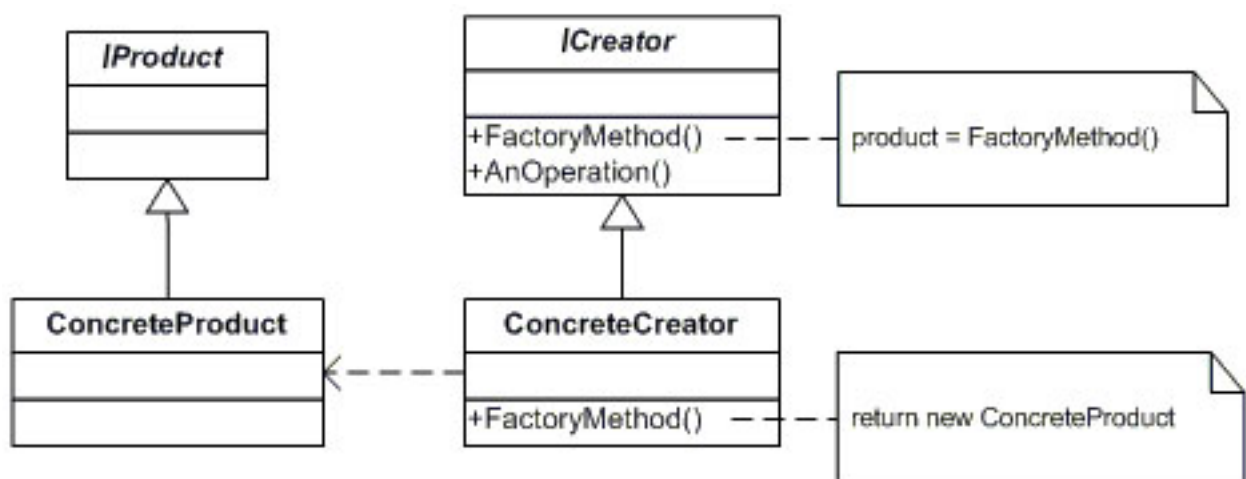 IProduct
ICreator
+FactoryMethod()
+AnOperation()
product = FactoryMethod()
ConcreteProduct
ConcreteCreator
+FactoryMethod()
return new ConcreteProduct